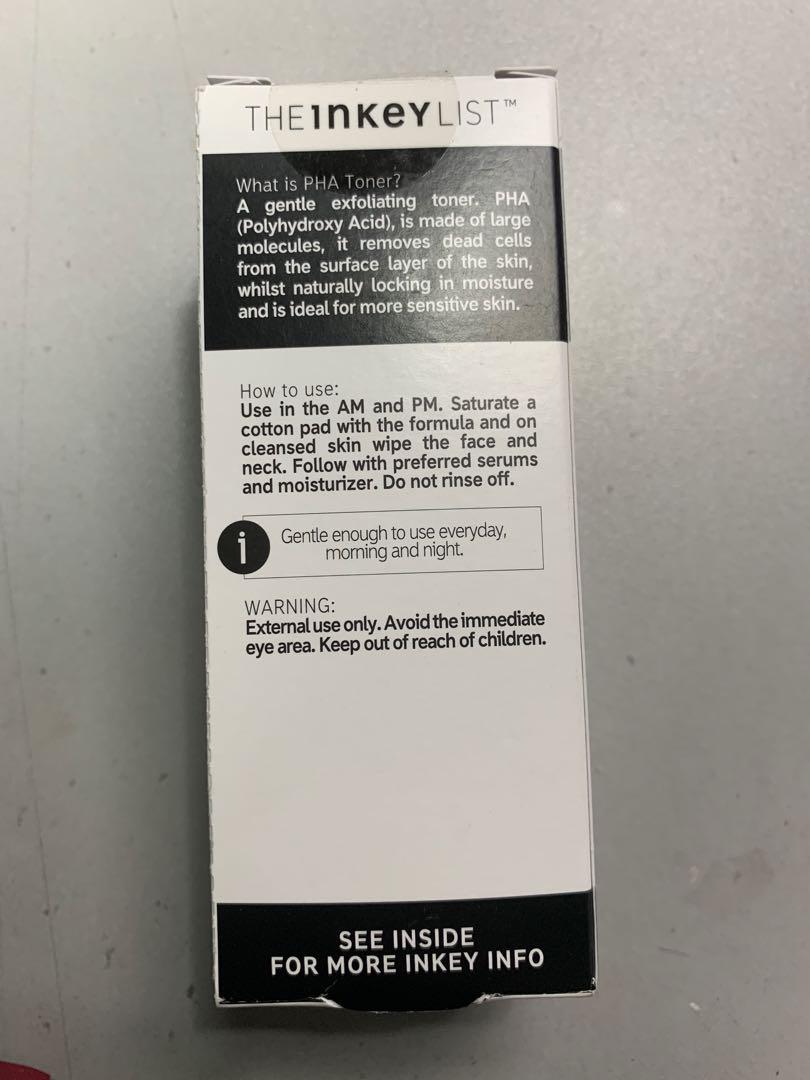 THE INKEY LIST™
What is PHA Toner?
A gentle exfoliating toner. PHA
(Polyhydroxy Acid), is made of large
molecules, it removes dead cells
from the surface layer of the skin,
whilst naturally locking in moisture
and is ideal for more sensitive skin.
How to use:
Use in the AM and PM. Saturate a
cotton pad with the formula and on
cleansed skin wipe the face and
neck. Follow with preferred serums
and moisturizer. Do not rinse off.
i
Gentle enough to use everyday,
morning and night.
WARNING:
External use only. Avoid the immediate
eye area. Keep out of reach of children.
SEE INSIDE
FOR MORE INKEY INFO